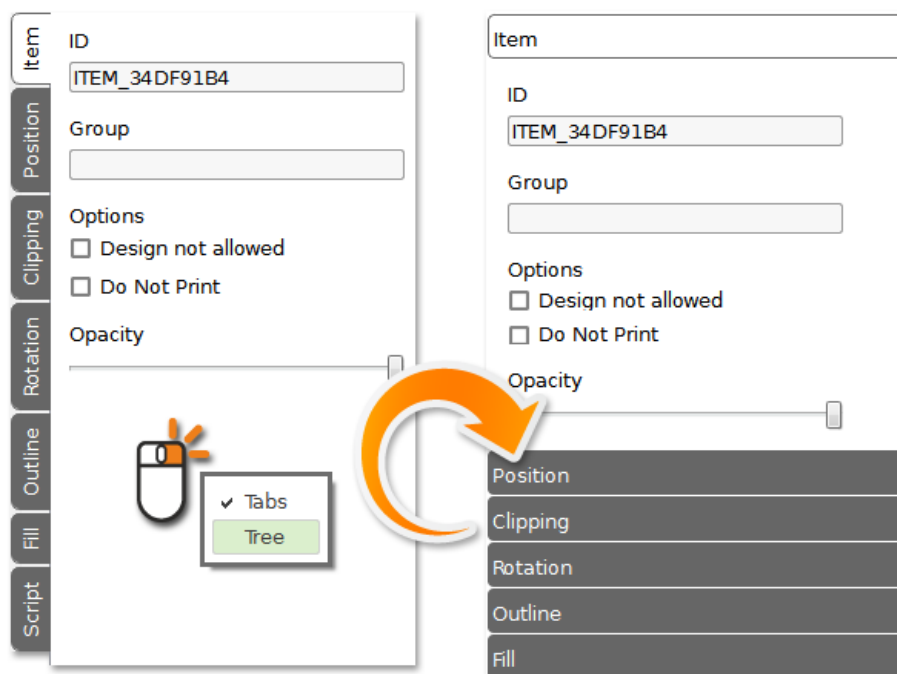 Item
Position
Clipping
Rotation
Outline
Fill
Script
ID
ITEM_34DF91B4
Group
Options
Design not allowed
Do Not Print
Opacity
Tabs
Tree
Item
ID
ITEM_34DF91B4
Group
Options
Design not allowed
Do Not Print
Opacity
Position
Clipping
Rotation
Outline
Fill